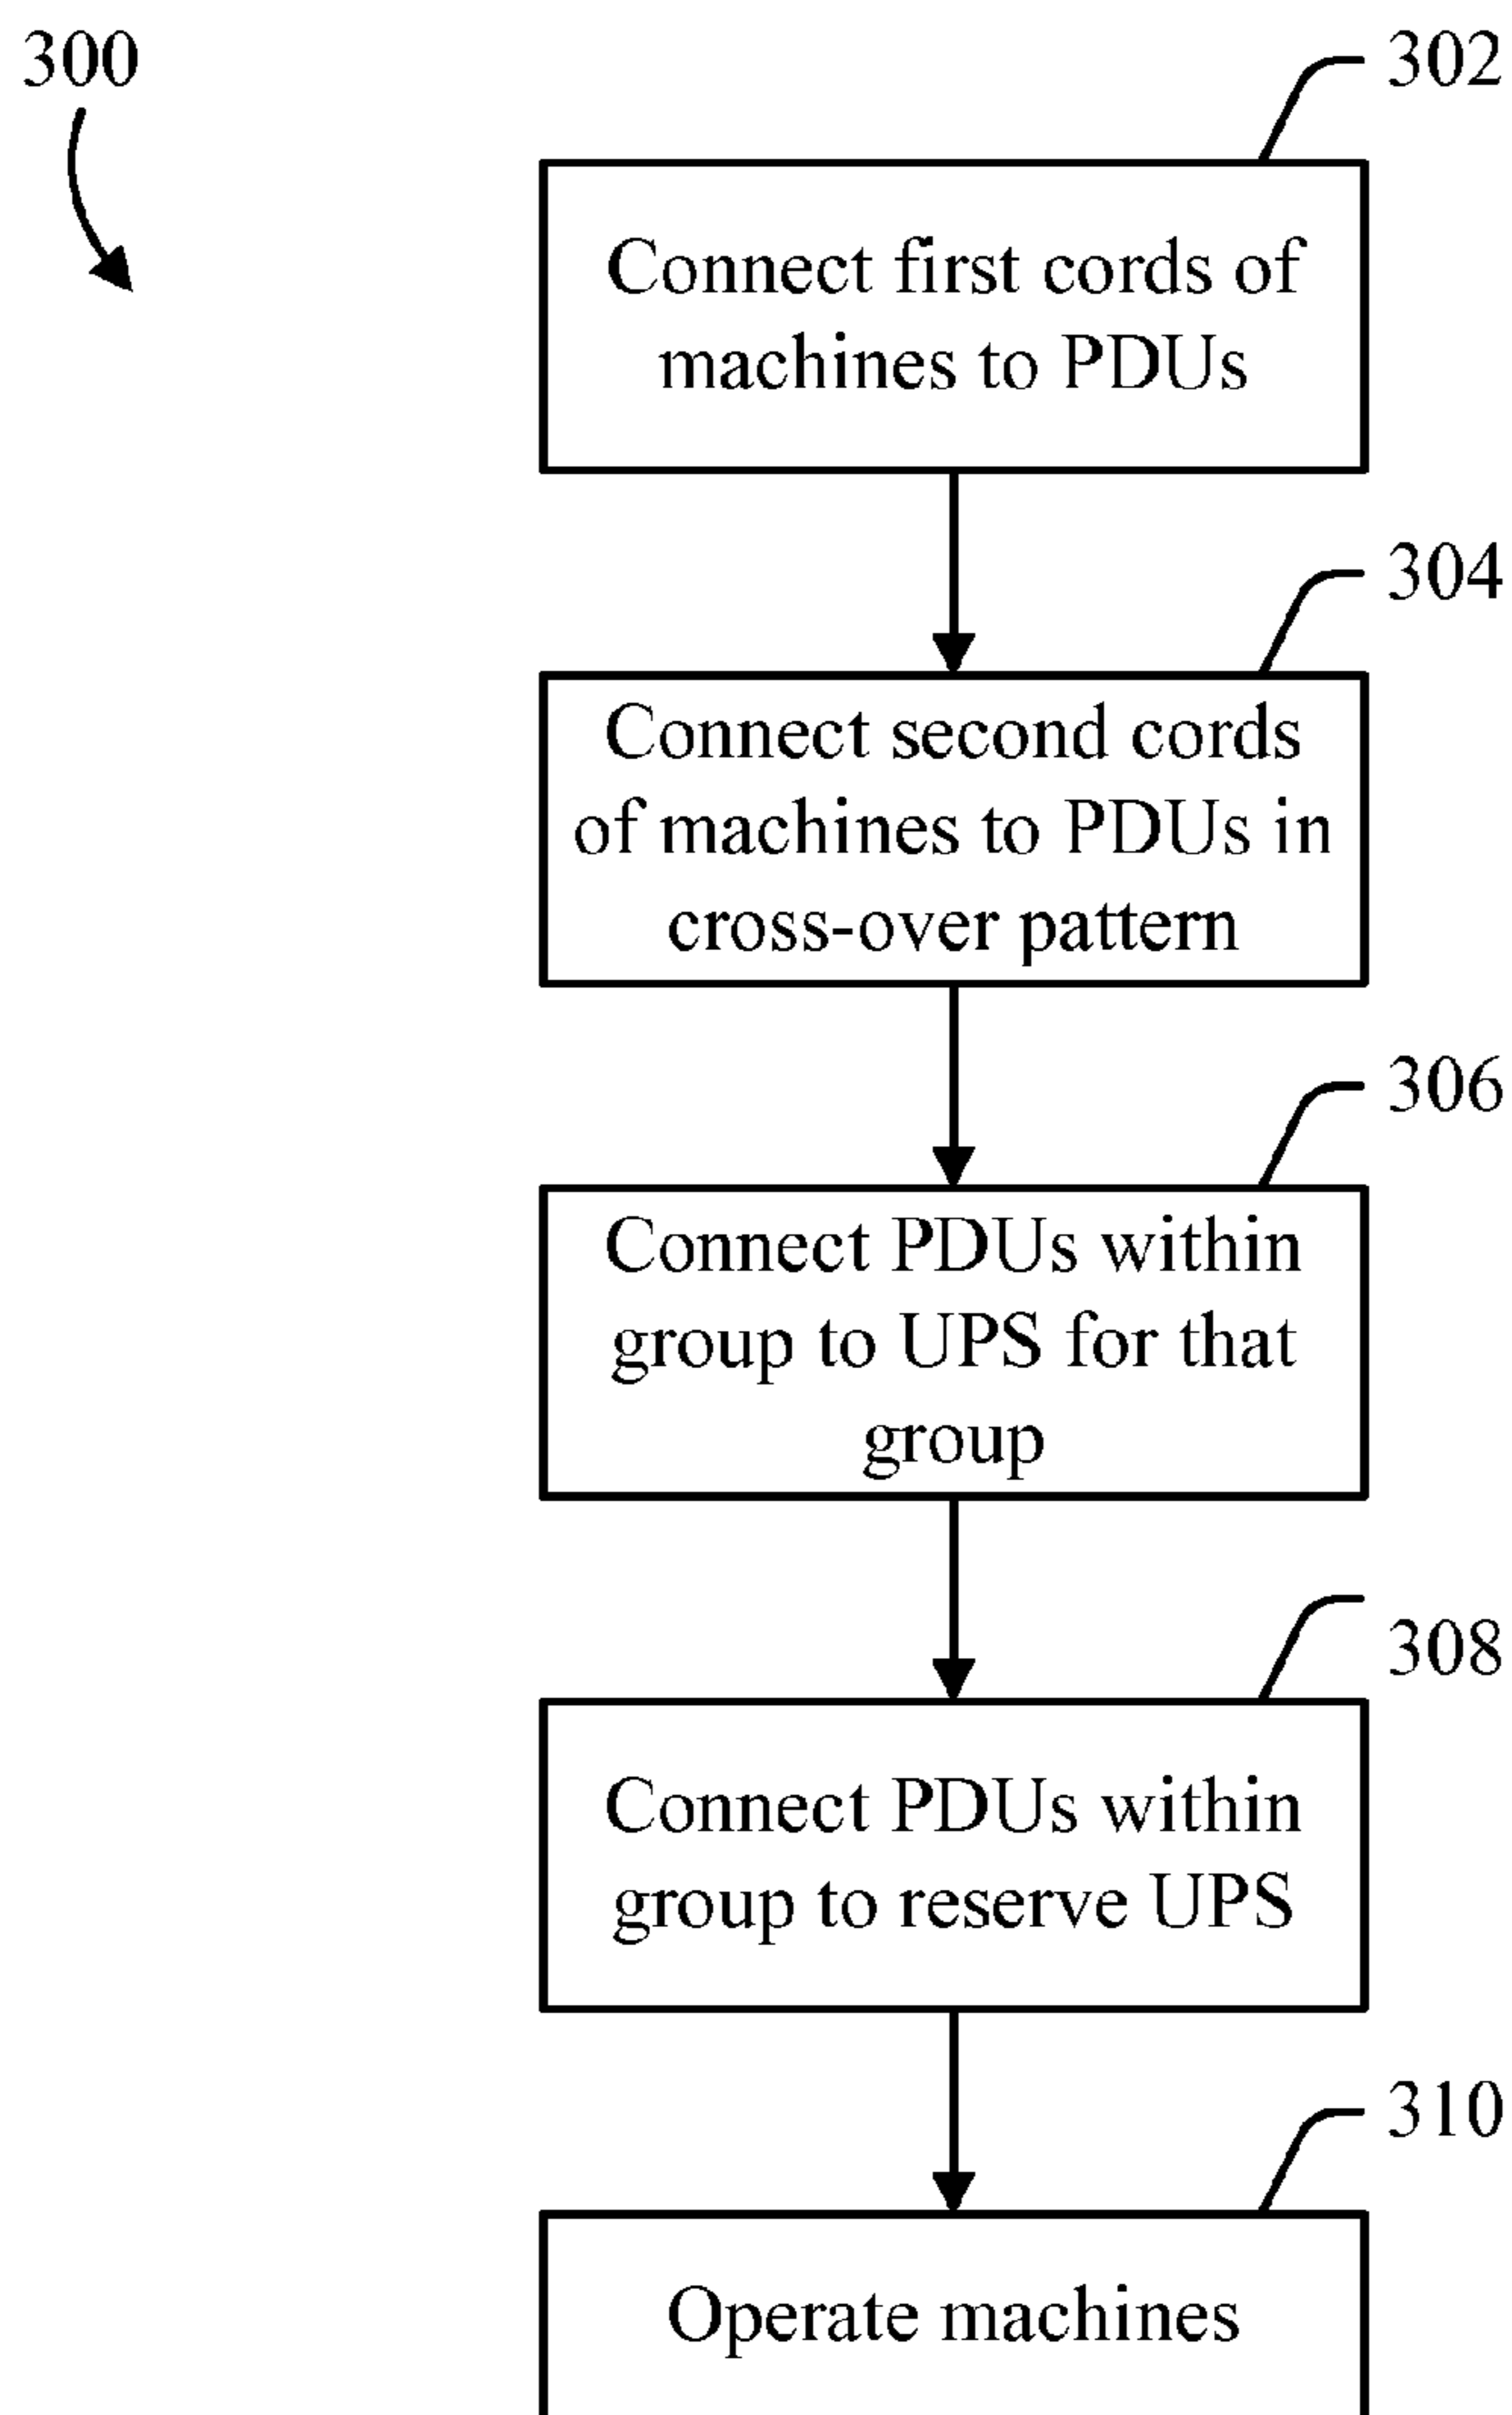 300
302
Connect first cords of
machines to PDUs
304
Connect second cords
of machines to PDUs in
cross-over pattern
306
Connect PDUs within
group to UPS for that
group
308
Connect PDUs within
group to reserve UPS
310
Operate machines